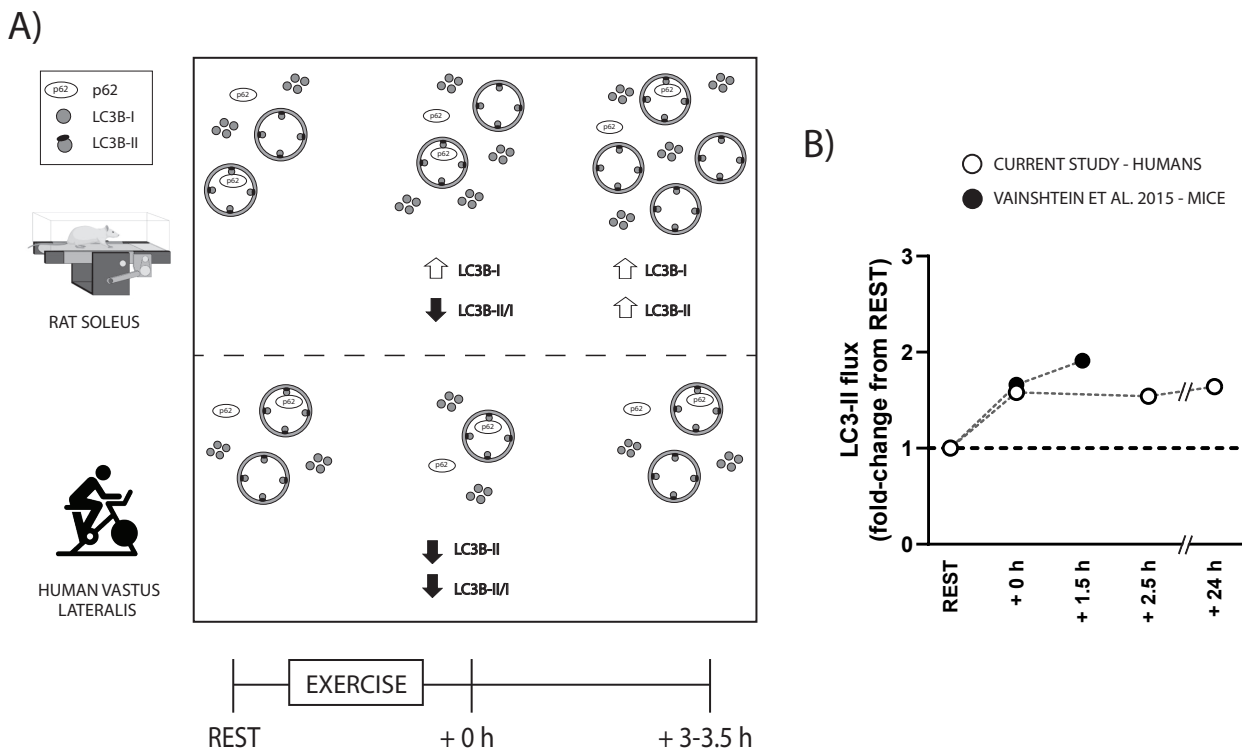 A)
p62 p62
LC3B-I
LC3B-II
RAT SOLEUS
p62
p62
p62
p62
p62
p62
LC3B-I
LC3B-II/I
LC3B-I
LC3B-II
HUMAN VASTUS
LATERALIS
p62
p62
p62
p62
p62
p62
LC3B-II
LC3B-II/I
EXERCISE
REST
+ 0 h
+ 3-3.5 h
B)
CURRENT STUDY - HUMANS
VAINSHTEIN ET AL. 2015 - MICE
LC3-II flux
(fold-change from REST)
3
2
1
0
REST
+ 0 h
+ 1.5 h
+ 2.5 h
+ 24 h